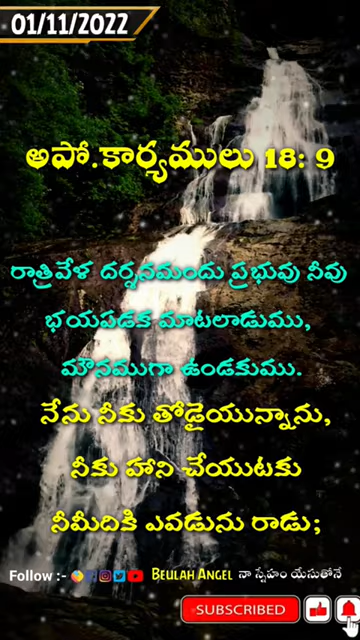 01/11/2022
అపో.కార్యములు 18: 9
రాత్రివేళ దర్శనమందు ప్రభువు నీవు
భయపడక మాటలాడుము,
మౌనముగా ఉండకుము.
నేను నీకు తోడైయున్నాను,
నీకు హాని చేయుటకు
నీమీదికి ఎవడును రాడు;
Follow :- BEULAH ANGEL నా స్నేహం యేసుతోనే
SUBSCRIBED